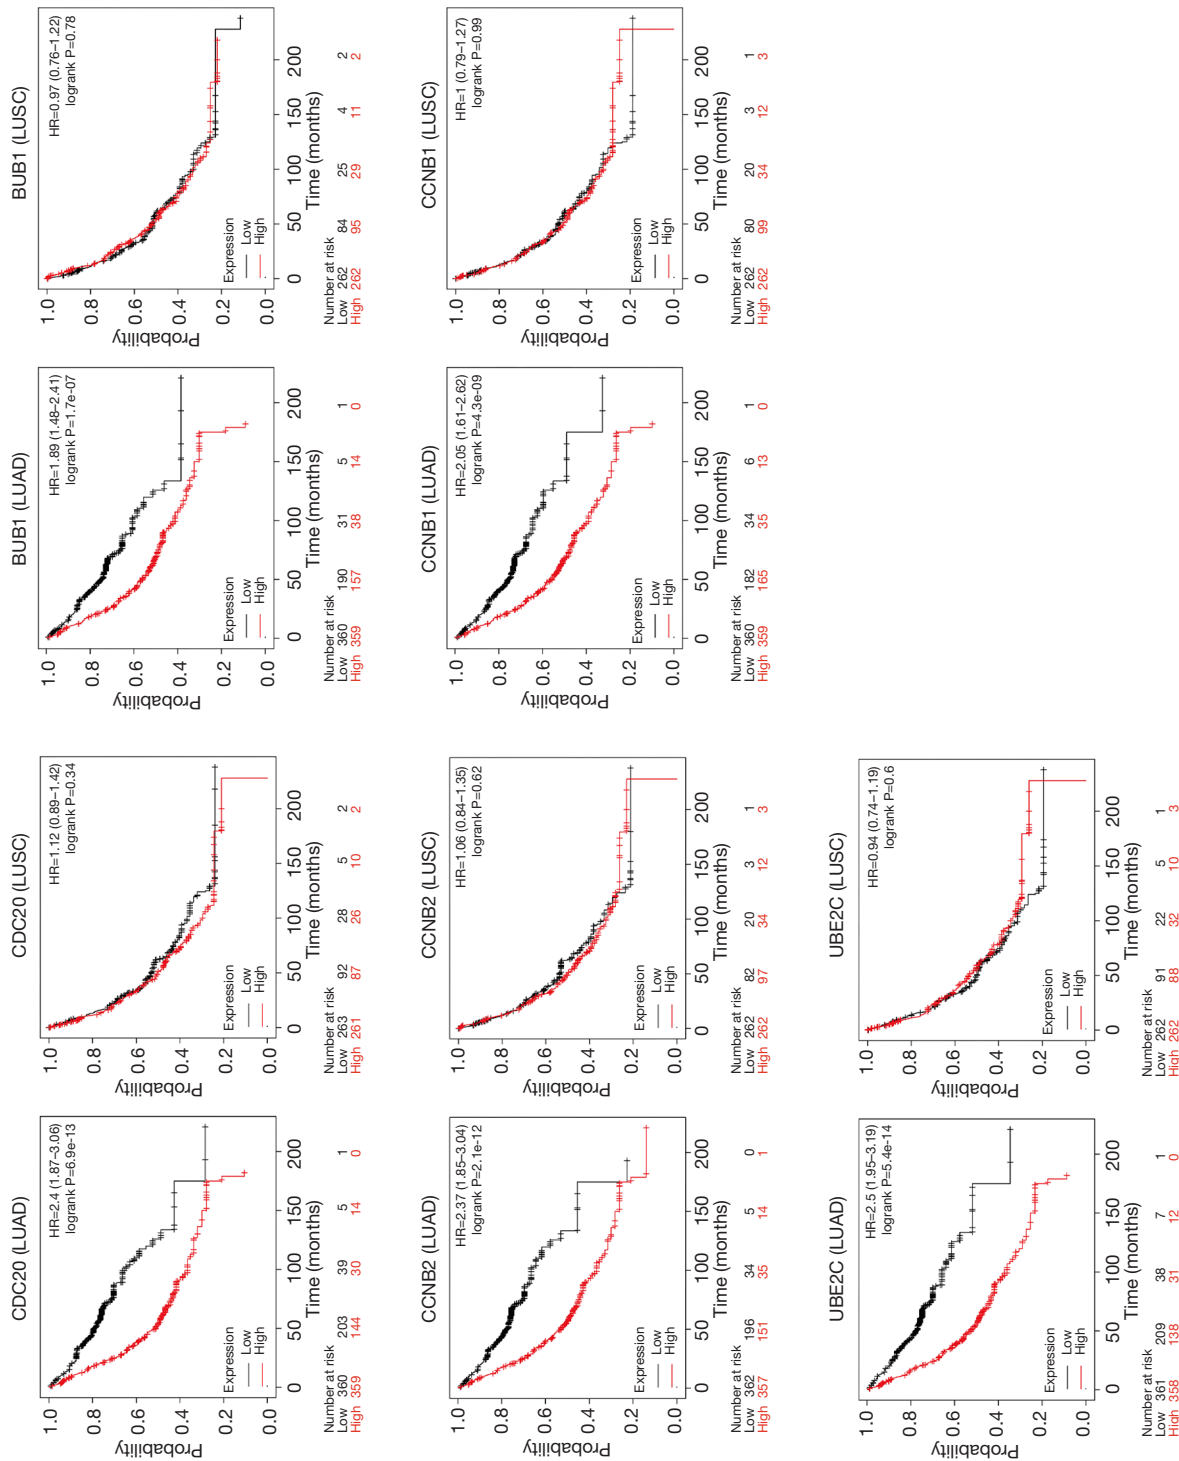 CDC20 (LUAD)
HR=2.4 (1.87–3.06)
logrank P=6.9e-13
Probability
1.0
0.8
0.6
0.4
0.2
0.0
Expression
Low
High
0 50 100 150 200
Time (months)
Number at risk
Low 360 203 39 5 1
High 359 144 30 14 0
CDC20 (LUSC)
HR=1.12 (0.89–1.42)
logrank P=0.34
Probability
1.0
0.8
0.6
0.4
0.2
0.0
Expression
Low
High
0 50 100 150 200
Time (months)
Number at risk
Low 263 92 28 5 2
High 261 87 26 10 2
BUB1 (LUAD)
HR=1.89 (1.48–2.41)
logrank P=1.7e-07
Probability
1.0
0.8
0.6
0.4
0.2
0.0
Expression
Low
High
0 50 100 150 200
Time (months)
Number at risk
Low 360 190 31 5 1
High 359 157 38 14 0
BUB1 (LUSC)
HR=0.97 (0.76–1.22)
logrank P=0.78
Probability
1.0
0.8
0.6
0.4
0.2
0.0
Expression
Low
High
0 50 100 150 200
Time (months)
Number at risk
Low 262 84 25 4 2
High 262 95 29 11 2
CCNB2 (LUAD)
HR=2.37 (1.85–3.04)
logrank P=2.1e-12
Probability
1.0
0.8
0.6
0.4
0.2
0.0
Expression
Low
High
0 50 100 150 200
Time (months)
Number at risk
Low 362 196 34 5 0
High 357 151 35 14 1
CCNB2 (LUSC)
HR=1.06 (0.84–1.35)
logrank P=0.62
Probability
1.0
0.8
0.6
0.4
0.2
0.0
Expression
Low
High
0 50 100 150 200
Time (months)
Number at risk
Low 262 82 20 3 1
High 262 97 34 12 3
CCNB1 (LUAD)
HR=2.05 (1.61–2.62)
logrank P=4.3e-09
Probability
1.0
0.8
0.6
0.4
0.2
0.0
Expression
Low
High
0 50 100 150 200
Time (months)
Number at risk
Low 360 182 34 6 1
High 359 165 35 13 0
CCNB1 (LUSC)
HR=1 (0.79–1.27)
logrank P=0.99
Probability
1.0
0.8
0.6
0.4
0.2
0.0
Expression
Low
High
0 50 100 150 200
Time (months)
Number at risk
Low 262 80 20 3 1
High 262 99 34 12 3
UBE2C (LUAD)
HR=2.5 (1.95–3.19)
logrank P=5.4e-14
Probability
1.0
0.8
0.6
0.4
0.2
0.0
Expression
Low
High
0 50 100 150 200
Time (months)
Number at risk
Low 361 209 38 7 1
High 358 138 31 12 0
UBE2C (LUSC)
HR=0.94 (0.74–1.19)
logrank P=0.6
Probability
1.0
0.8
0.6
0.4
0.2
0.0
Expression
Low
High
0 50 100 150 200
Time (months)
Number at risk
Low 262 91 22 5 1
High 262 88 32 10 3